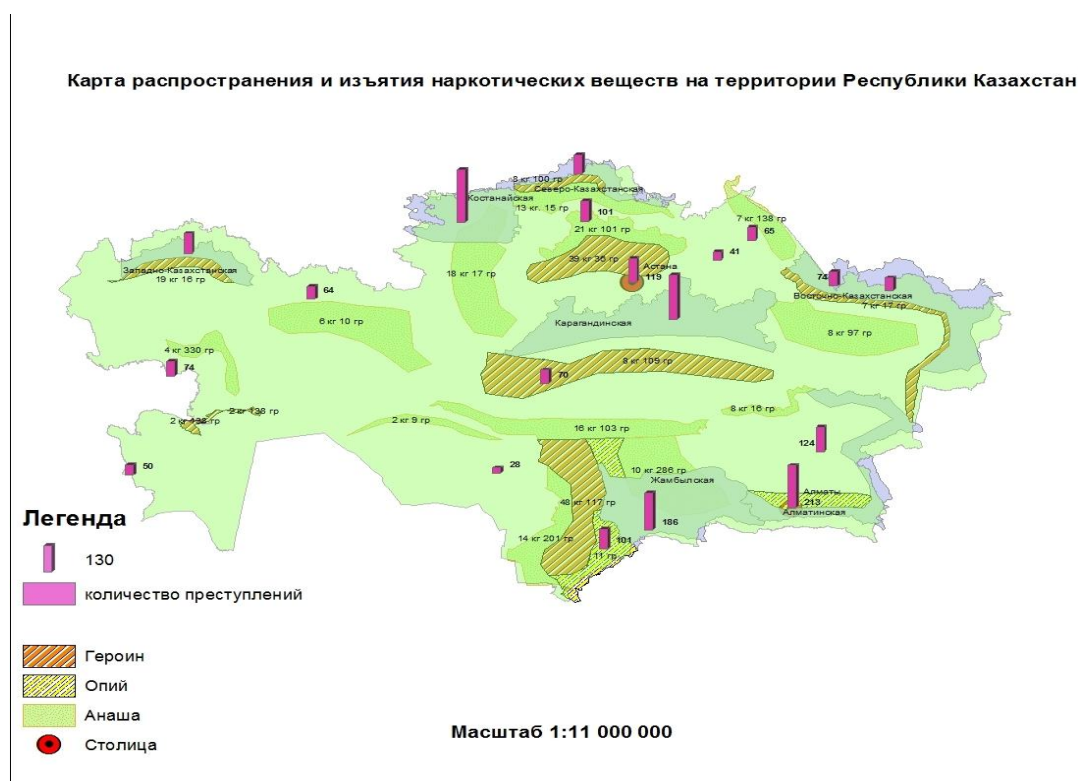 Карта распространения и изъятия наркотических веществ на территории Республики Казахстан
3 кг 100 гр
Северо-Казахстанская
Костанайская
13 кг. 15 гр
101
7 кг 138 гр
21 кг 101 гр
65
39 кг 36 гр
41
Астана
119
Западно-Казахстанская
19 кг 16 гр
18 кг 17 гр
74
64
Восточно-Казахстанская
7 кг 17 гр
6 кг 10 гр
Карагандинская
8 кг 97 гр
4 кг 330 гр
74
8 кг 109 гр
70
2 кг 138 гр
2 кг 138 гр
2 кг 9 гр
8 кг 16 гр
16 кг 103 гр
124
50
28
10 кг 286 гр
Жамбылская
Алматы
213
48 кг 117 гр
Алматинская
186
14 кг 201 гр
101
11 гр
Легенда
130
количество преступлений
Героин
Опий
Анаша
Столица
Масштаб 1:11 000 000